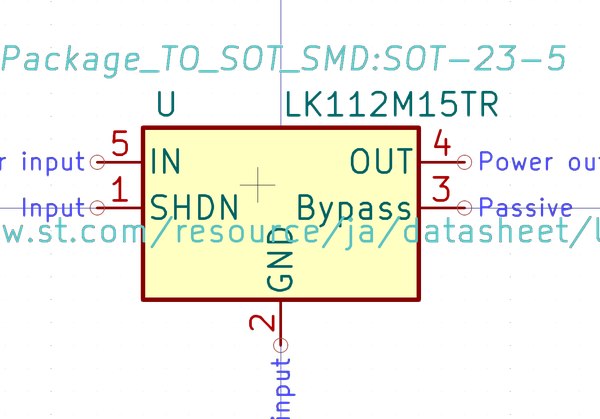 Package_TO_SOT_SMD:SOT-23-5
U LK112M15TR
r input 5 IN OUT 4 Power ou
Input 1 SHDN Bypass 3 Passive
w.st.com/resource/ja/datasheet/l
GND
2
input